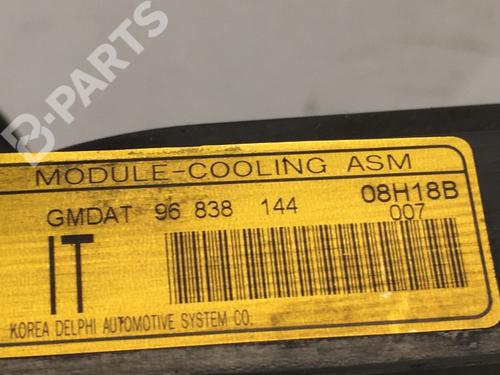 B-PARTS
MODULE-COOLING ASM
GMDAT 96 838 144 08H18B
007
IT
KOREA DELPHI AUTOMOTIVE SYSTEM CO.